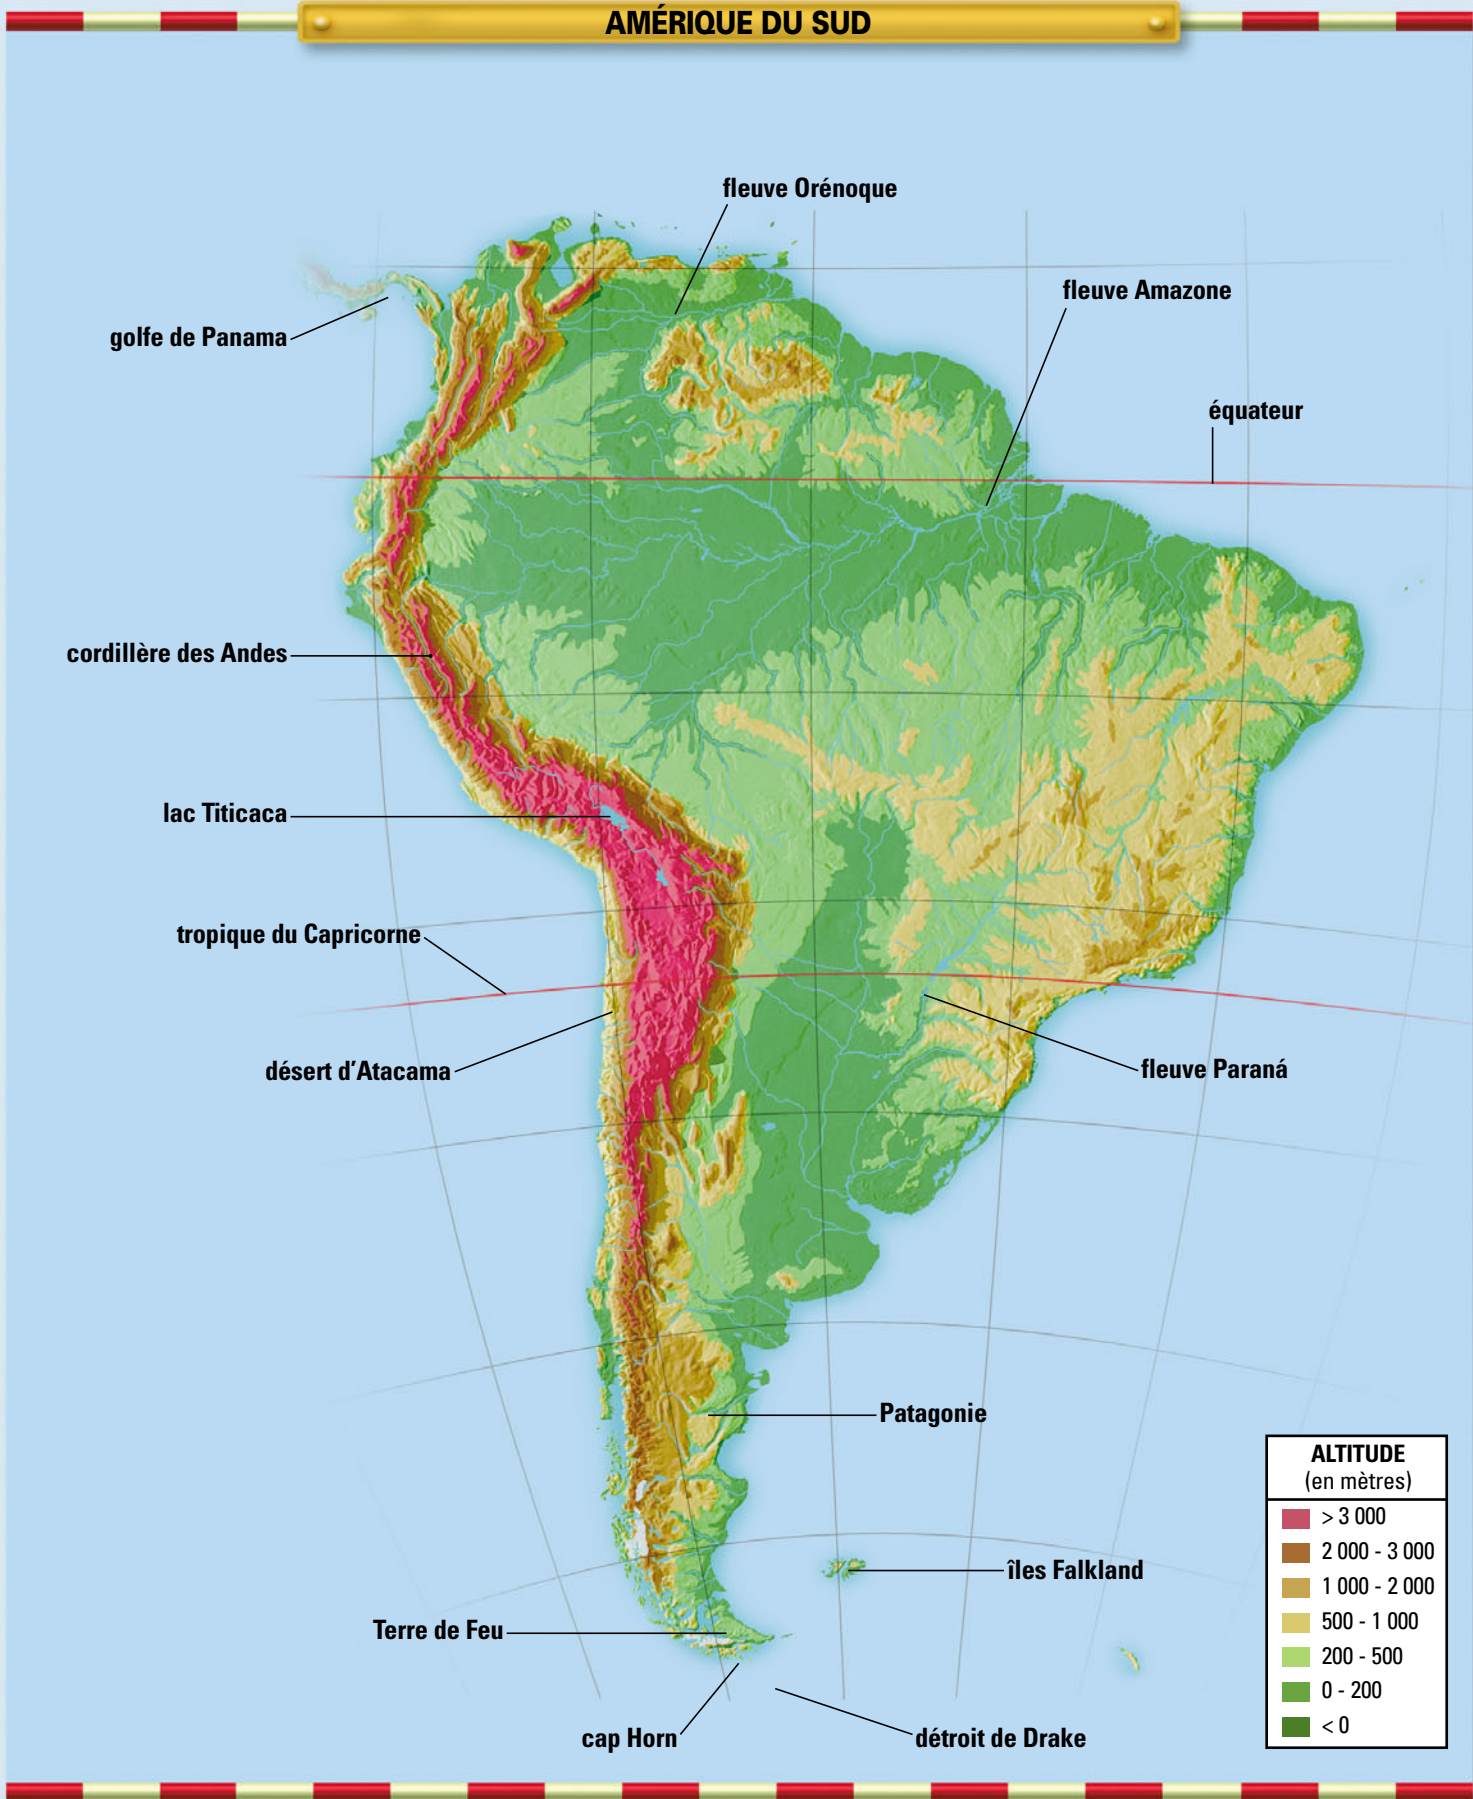 AMÉRIQUE DU SUD
fleuve Orénoque
fleuve Amazone
golfe de Panama
équateur
cordillère des Andes
lac Titicaca
tropique du Capricorne
désert d'Atacama
fleuve Paraná
Patagonie
îles Falkland
Terre de Feu
cap Horn
détroit de Drake
ALTITUDE
(en mètres)
> 3 000
2 000 - 3 000
1 000 - 2 000
500 - 1 000
200 - 500
0 - 200
< 0